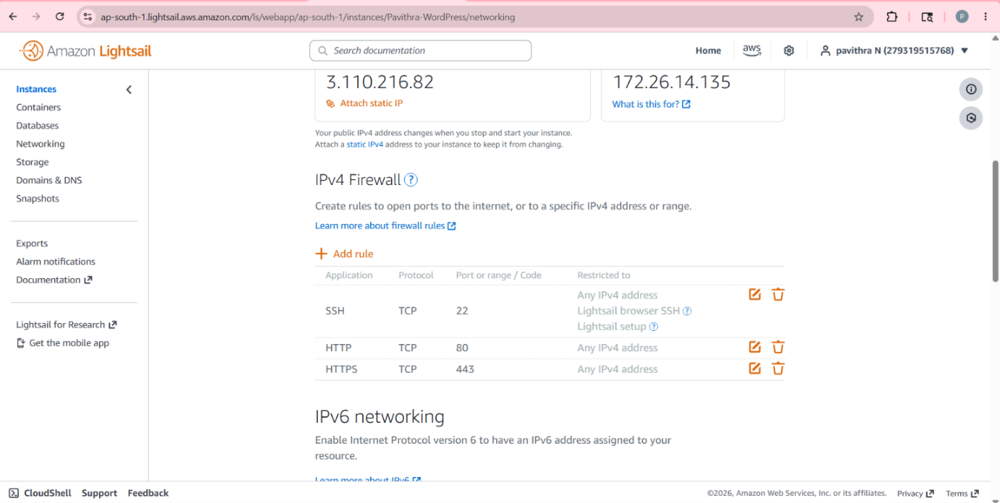 ap-south-1.lightsail.aws.amazon.com/ls/webapp/ap-south-1/instances/Pavithra-WordPress/networking
P
Amazon Lightsail
Search documentation
Home
aws
pavithra N (279319515768)
Instances
Containers
Databases
Networking
Storage
Domains & DNS
Snapshots
Exports
Alarm notifications
Documentation
Lightsail for Research
Get the mobile app
3.110.216.82
Attach static IP
172.26.14.135
What is this for?
Your public IPv4 address changes when you stop and start your instance.
Attach a static IPv4 address to your instance to keep it from changing.
IPv4 Firewall ?
Create rules to open ports to the internet, or to a specific IPv4 address or range.
Learn more about firewall rules
+ Add rule
Application Protocol Port or range / Code Restricted to
SSH TCP 22 Any IPv4 address
Lightsail browser SSH ?
Lightsail setup ?
HTTP TCP 80 Any IPv4 address
HTTPS TCP 443 Any IPv4 address
IPv6 networking
Enable Internet Protocol version 6 to have an IPv6 address assigned to your
resource.
Learn more about IPv6
CloudShell Support Feedback
©2026, Amazon Web Services, Inc. or its affiliates. Privacy Terms